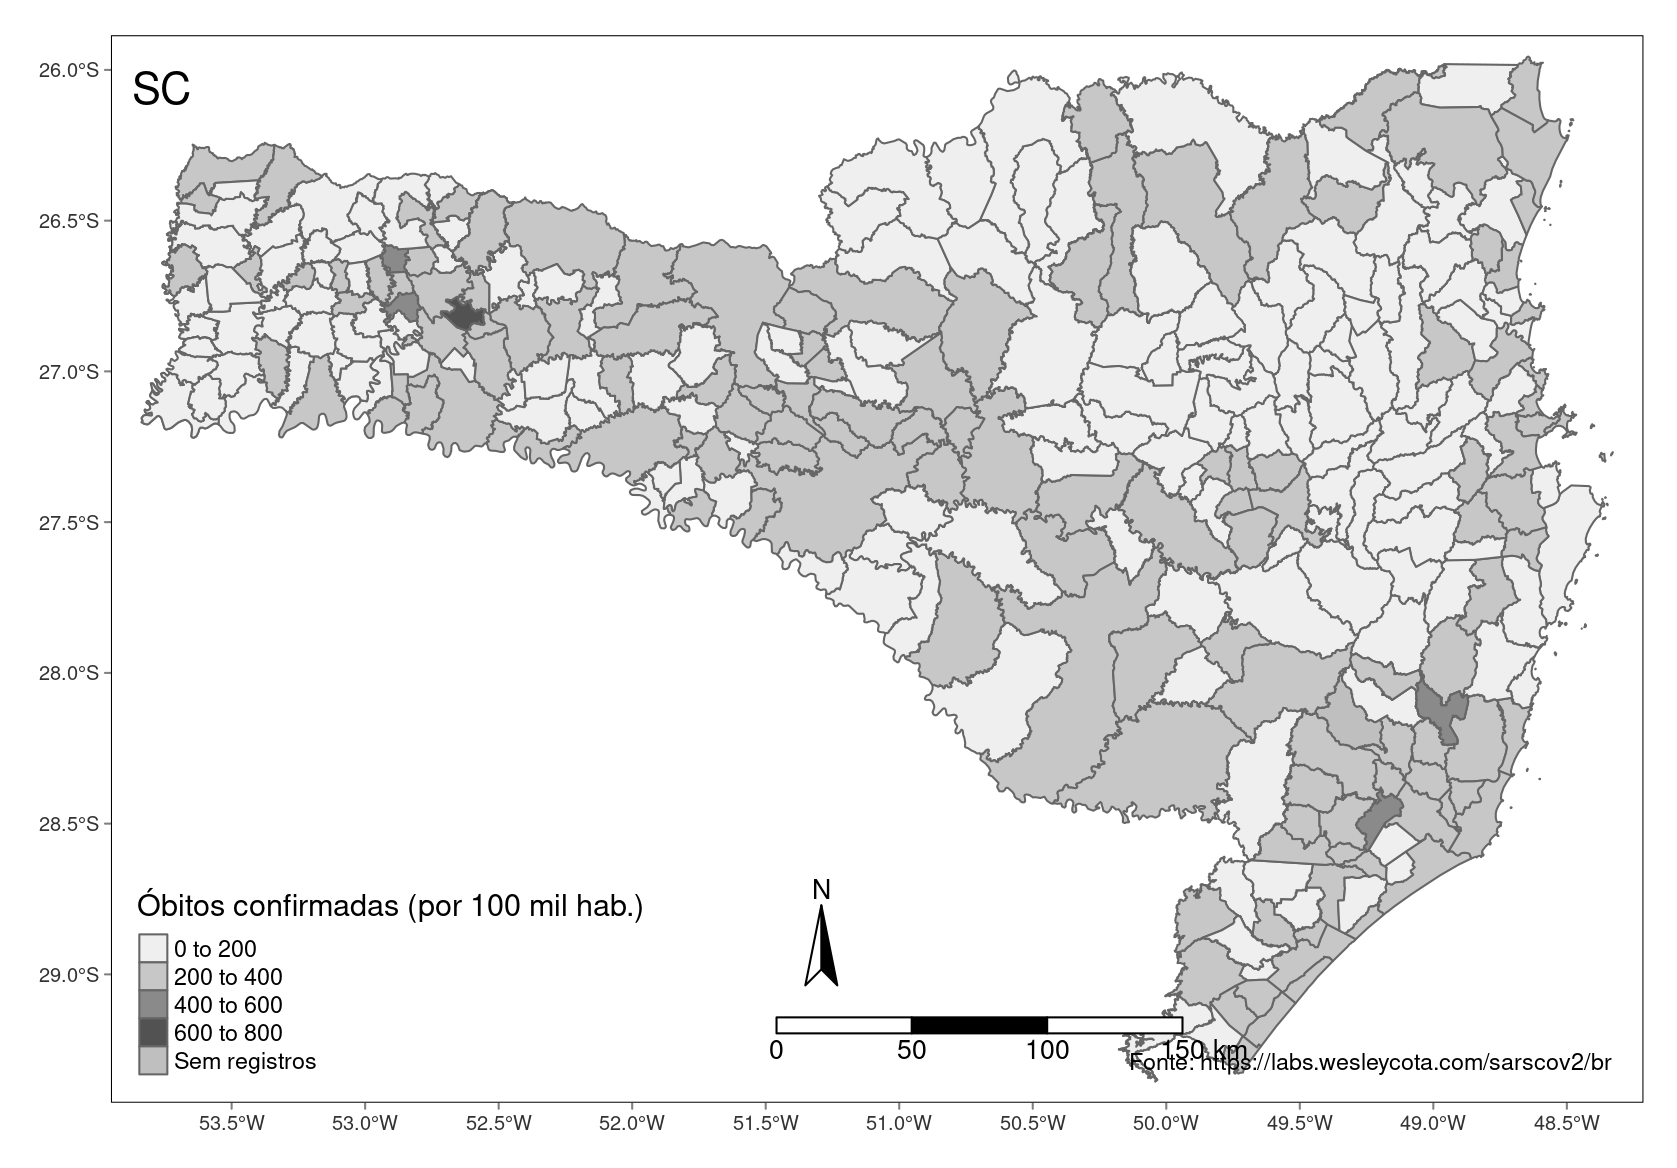 SC
26.0°S
26.5°S
27.0°S
27.5°S
28.0°S
28.5°S
29.0°S
Óbitos confirmadas (por 100 mil hab.)
0 to 200
200 to 400
400 to 600
600 to 800
Sem registros
N
0 50 100 150 km
Fonte: https://labs.wesleycota.com/sarscov2/br
53.5°W 53.0°W 52.5°W 52.0°W 51.5°W 51.0°W 50.5°W 50.0°W 49.5°W 49.0°W 48.5°W